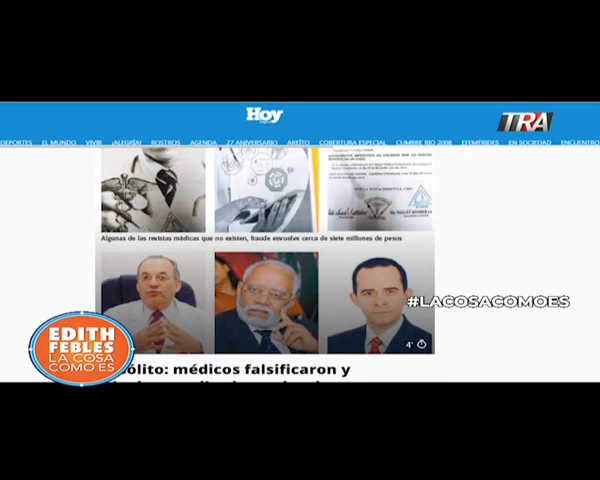 Hoy
TRA
DEPORTES EL MUNDO VIVIR ¡ALEGRÍA! ROSTROS AGENDA 27 ANIVERSARIO AREÍTO COBERTURA ESPECIAL CUMBRE RIO 2008 EFEMÉRIDES EN SOCIEDAD ENCUENTRO
Algunas de las revistas médicas que no existen, fraude envuelve cerca de siete millones de pesos
#LACOSACOMOES
4'
EDITH
FEBLES
LA COSA
COMO ES
ólito: médicos falsificaron y